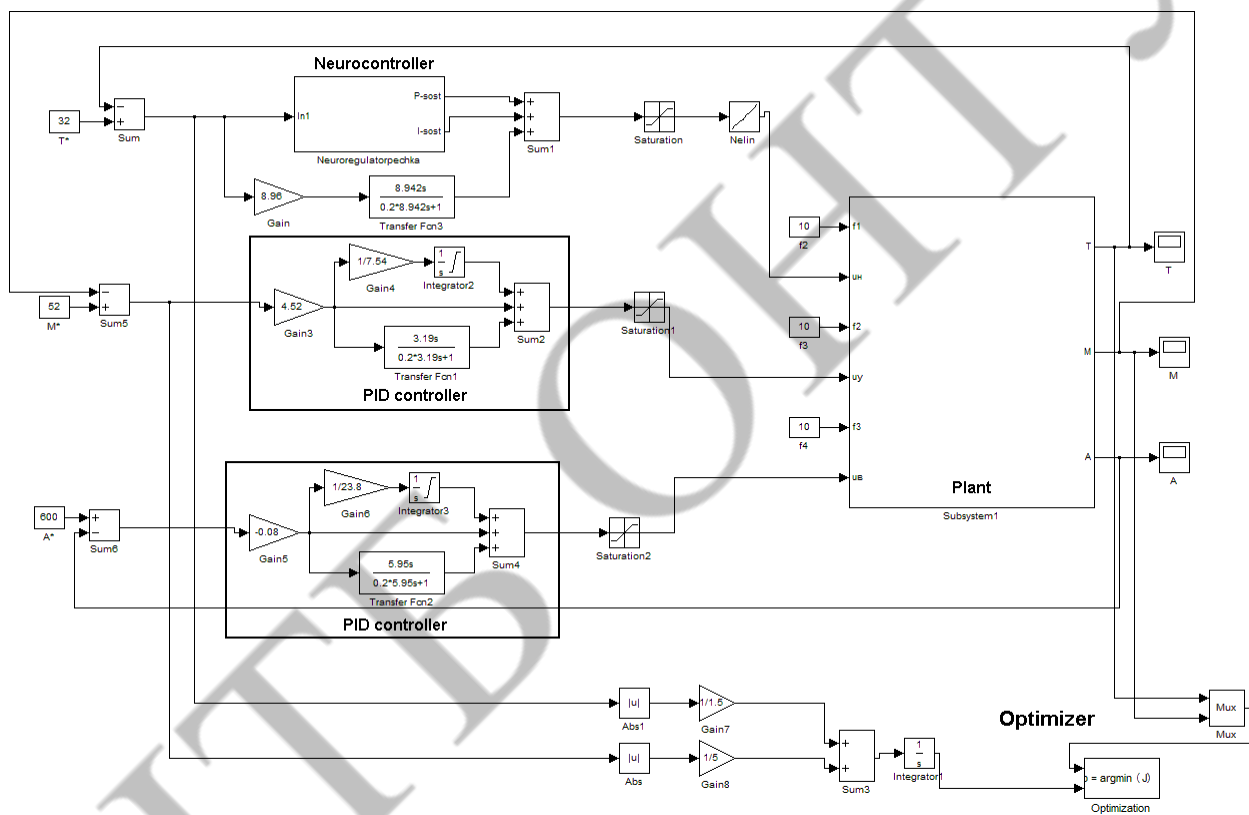 Neurocontroller
In1
P-sost
I-sost
Neuroregulatorpechka
32
T*
−
+
Sum
8.96
Gain
8.942s
0.2*8.942s+1
Transfer Fcn3
+
+
+
Sum1
Saturation
Nelin
52
M*
−
+
Sum5
4.52
Gain3
1/7.54
Gain4
1
s
Integrator2
3.19s
0.2*3.19s+1
Transfer Fcn1
+
+
+
Sum2
PID controller
Saturation1
10
f2
10
f3
10
f4
f1
uн
f2
uу
f3
uв
T
M
A
Plant
Subsystem1
T
M
A
600
A*
+
−
Sum6
-0.08
Gain5
1/23.8
Gain6
1
s
Integrator3
5.95s
0.2*5.95s+1
Transfer Fcn2
+
+
+
Sum4
PID controller
Saturation2
|u|
Abs1
1/1.5
Gain7
|u|
Abs
1/5
Gain8
+
+
Sum3
1
s
Integrator1
Optimizer
Mux
Mux
= argmin (J)
Optimization
ИТЬ ОНТ